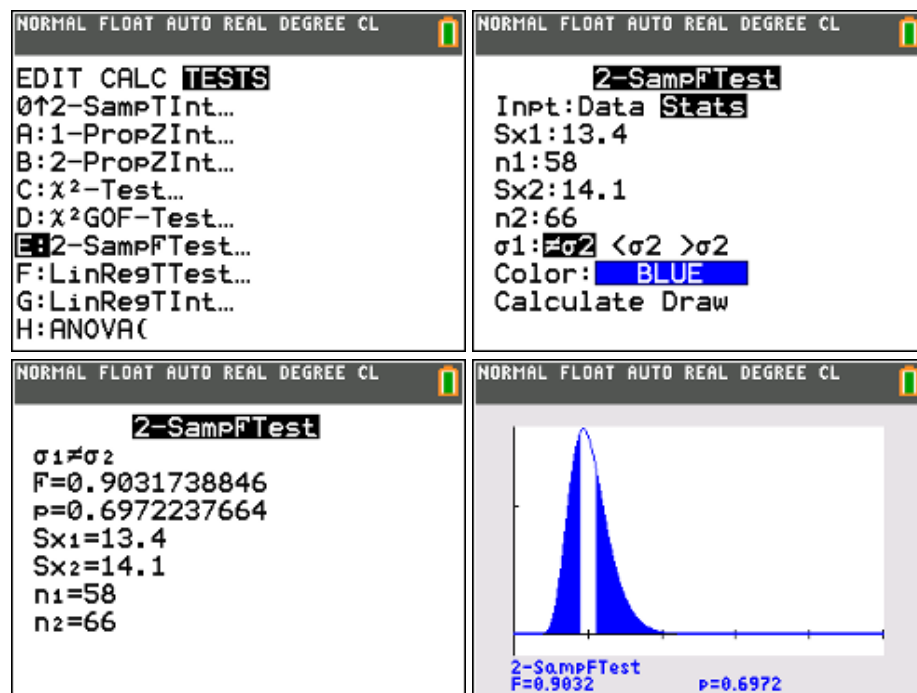 NORMAL FLOAT AUTO REAL DEGREE CL
EDIT CALC TESTS
0↑2-SampTInt…
A:1-PropZInt…
B:2-PropZInt…
C:χ²-Test…
D:χ²GOF-Test…
E:2-SampFTest…
F:LinRegTTest…
G:LinRegTInt…
H:ANOVA(
NORMAL FLOAT AUTO REAL DEGREE CL
2-SampFTest
Inpt:Data Stats
Sx1:13.4
n1:58
Sx2:14.1
n2:66
σ1:≠σ2 <σ2 >σ2
Color: BLUE
Calculate Draw
NORMAL FLOAT AUTO REAL DEGREE CL
2-SampFTest
σ1≠σ2
F=0.9031738846
p=0.6972237664
Sx1=13.4
Sx2=14.1
n1=58
n2=66
NORMAL FLOAT AUTO REAL DEGREE CL
2-SampFTest
F=0.9032 p=0.6972